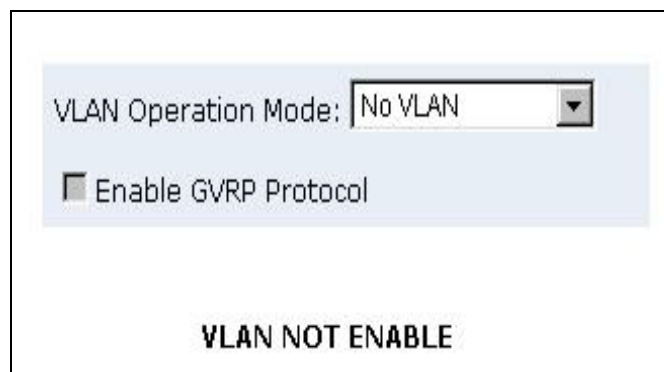 VLAN Operation Mode: No VLAN
Enable GVRP Protocol
VLAN NOT ENABLE